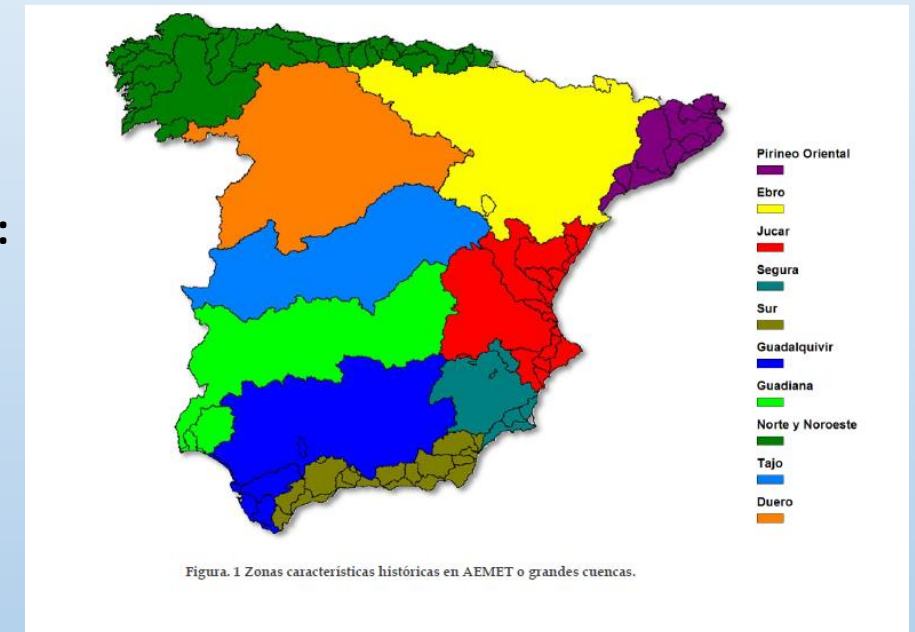 :
Pirineo Oriental
Ebro
Jucar
Segura
Sur
Guadalquivir
Guadiana
Norte y Noroeste
Tajo
Duero
Figura. 1 Zonas características históricas en AEMET o grandes cuencas.